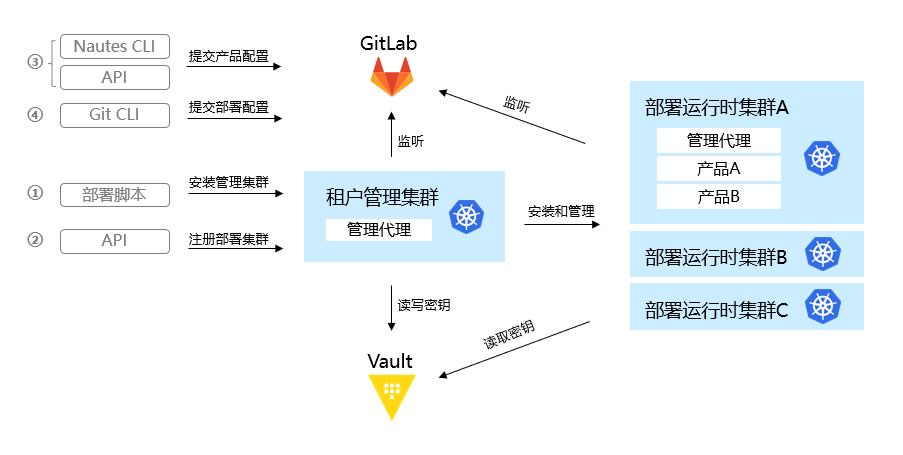 ③
Nautes CLI
API
提交产品配置
④
Git CLI
提交部署配置
①
部署脚本
安装管理集群
②
API
注册部署集群
GitLab
监听
租户管理集群
管理代理
读写密钥
Vault
监听
安装和管理
读取密钥
部署运行时集群A
管理代理
产品A
产品B
部署运行时集群B
部署运行时集群C